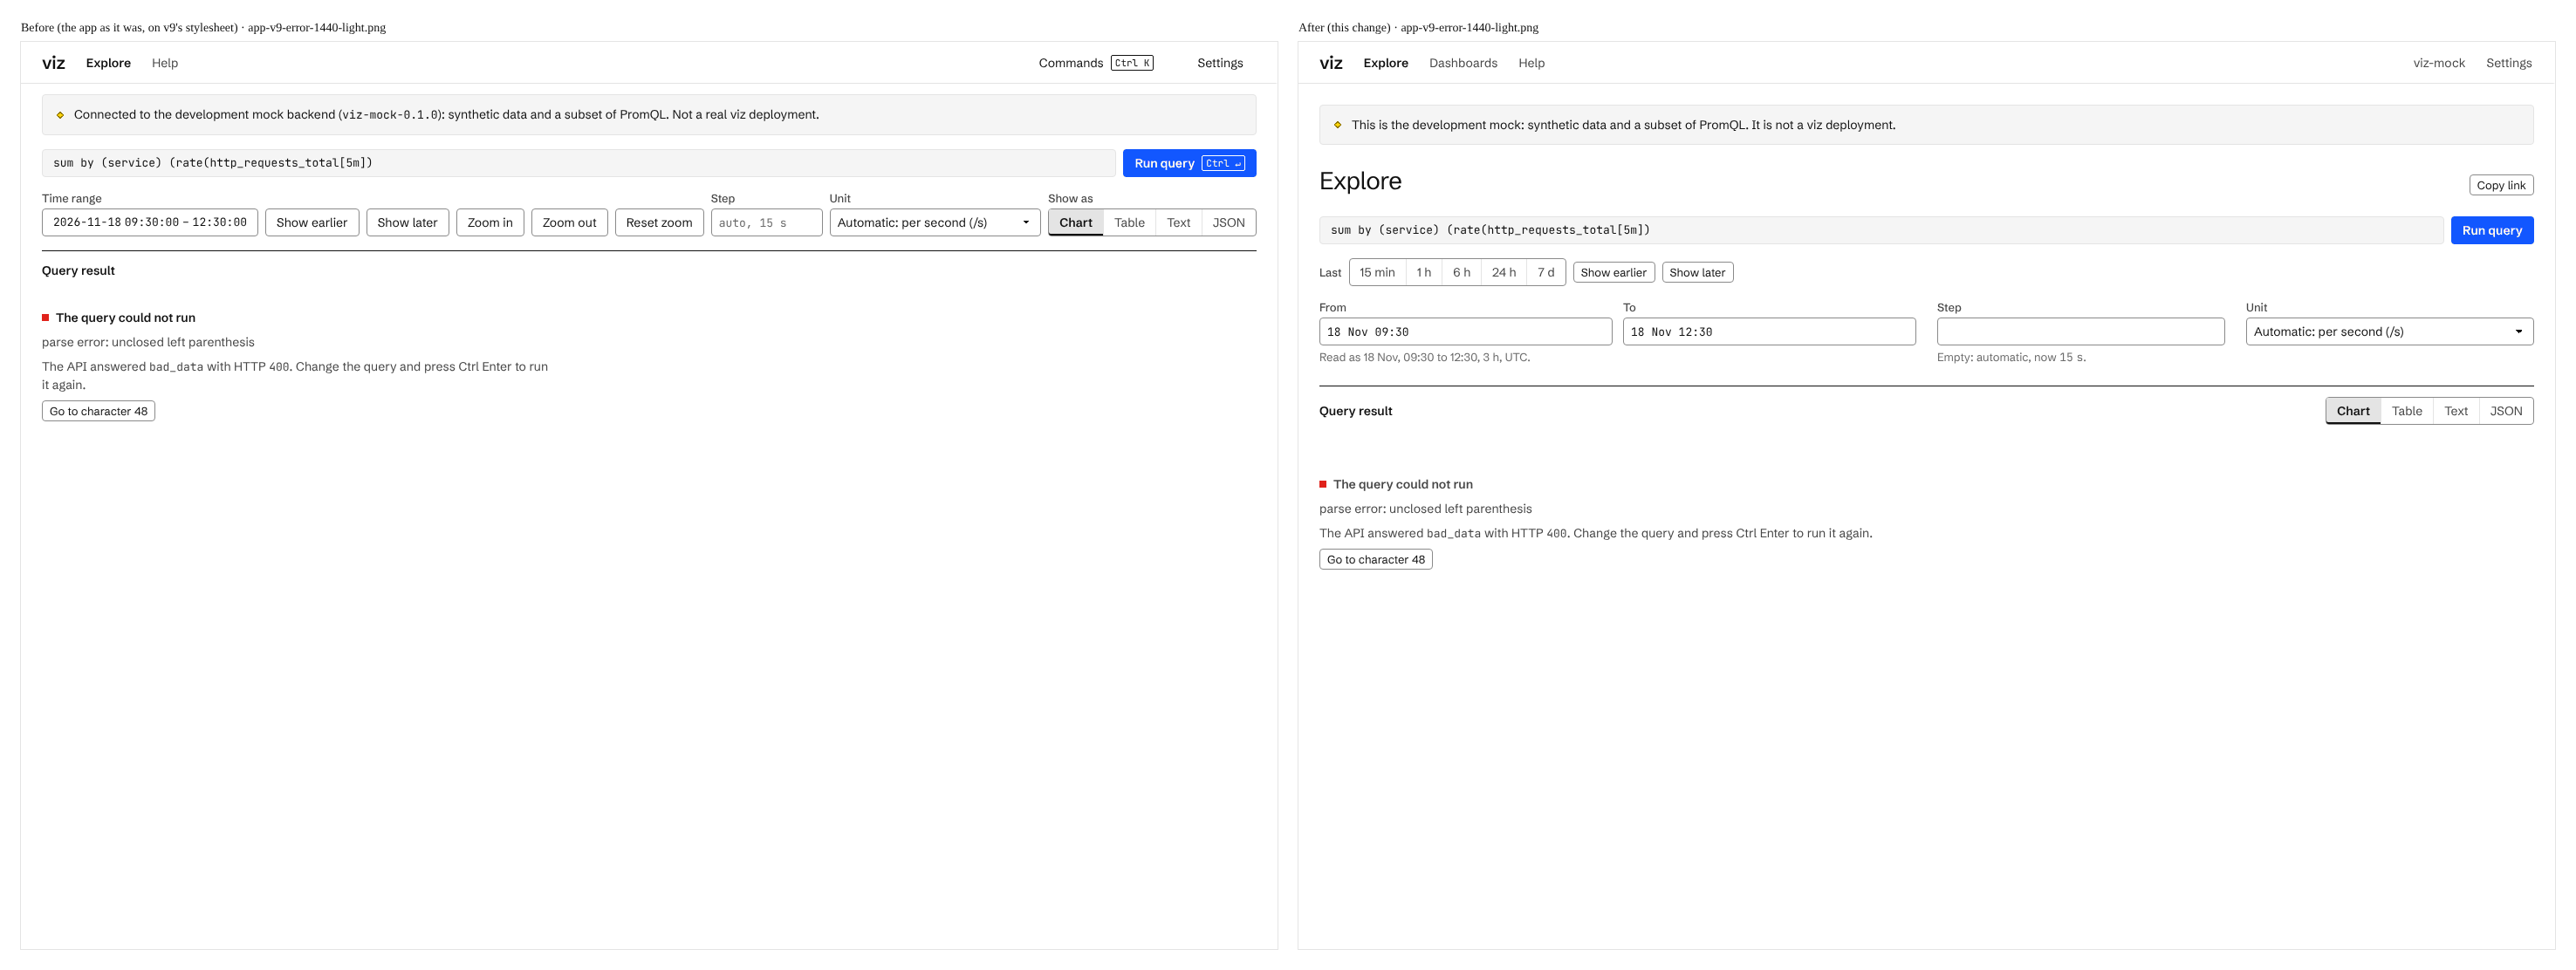 Before (the app as it was, on v9's stylesheet) · app-v9-error-1440-light.png
viz Explore Help Commands Ctrl K Settings
Connected to the development mock backend (viz-mock-0.1.0): synthetic data and a subset of PromQL. Not a real viz deployment.
sum by (service) (rate(http_requests_total[5m]) Run query Ctrl ↵
Time range Step Unit Show as
2026-11-18 09:30:00 – 12:30:00 Show earlier Show later Zoom in Zoom out Reset zoom auto, 15 s Automatic: per second (/s) Chart Table Text JSON
Query result
The query could not run
parse error: unclosed left parenthesis
The API answered bad_data with HTTP 400. Change the query and press Ctrl Enter to run
it again.
Go to character 48
After (this change) · app-v9-error-1440-light.png
viz Explore Dashboards Help viz-mock Settings
This is the development mock: synthetic data and a subset of PromQL. It is not a viz deployment.
Explore Copy link
sum by (service) (rate(http_requests_total[5m]) Run query
Last 15 min 1 h 6 h 24 h 7 d Show earlier Show later
From To Step Unit
18 Nov 09:30 18 Nov 12:30 Automatic: per second (/s)
Read as 18 Nov, 09:30 to 12:30, 3 h, UTC. Empty: automatic, now 15 s.
Query result Chart Table Text JSON
The query could not run
parse error: unclosed left parenthesis
The API answered bad_data with HTTP 400. Change the query and press Ctrl Enter to run it again.
Go to character 48